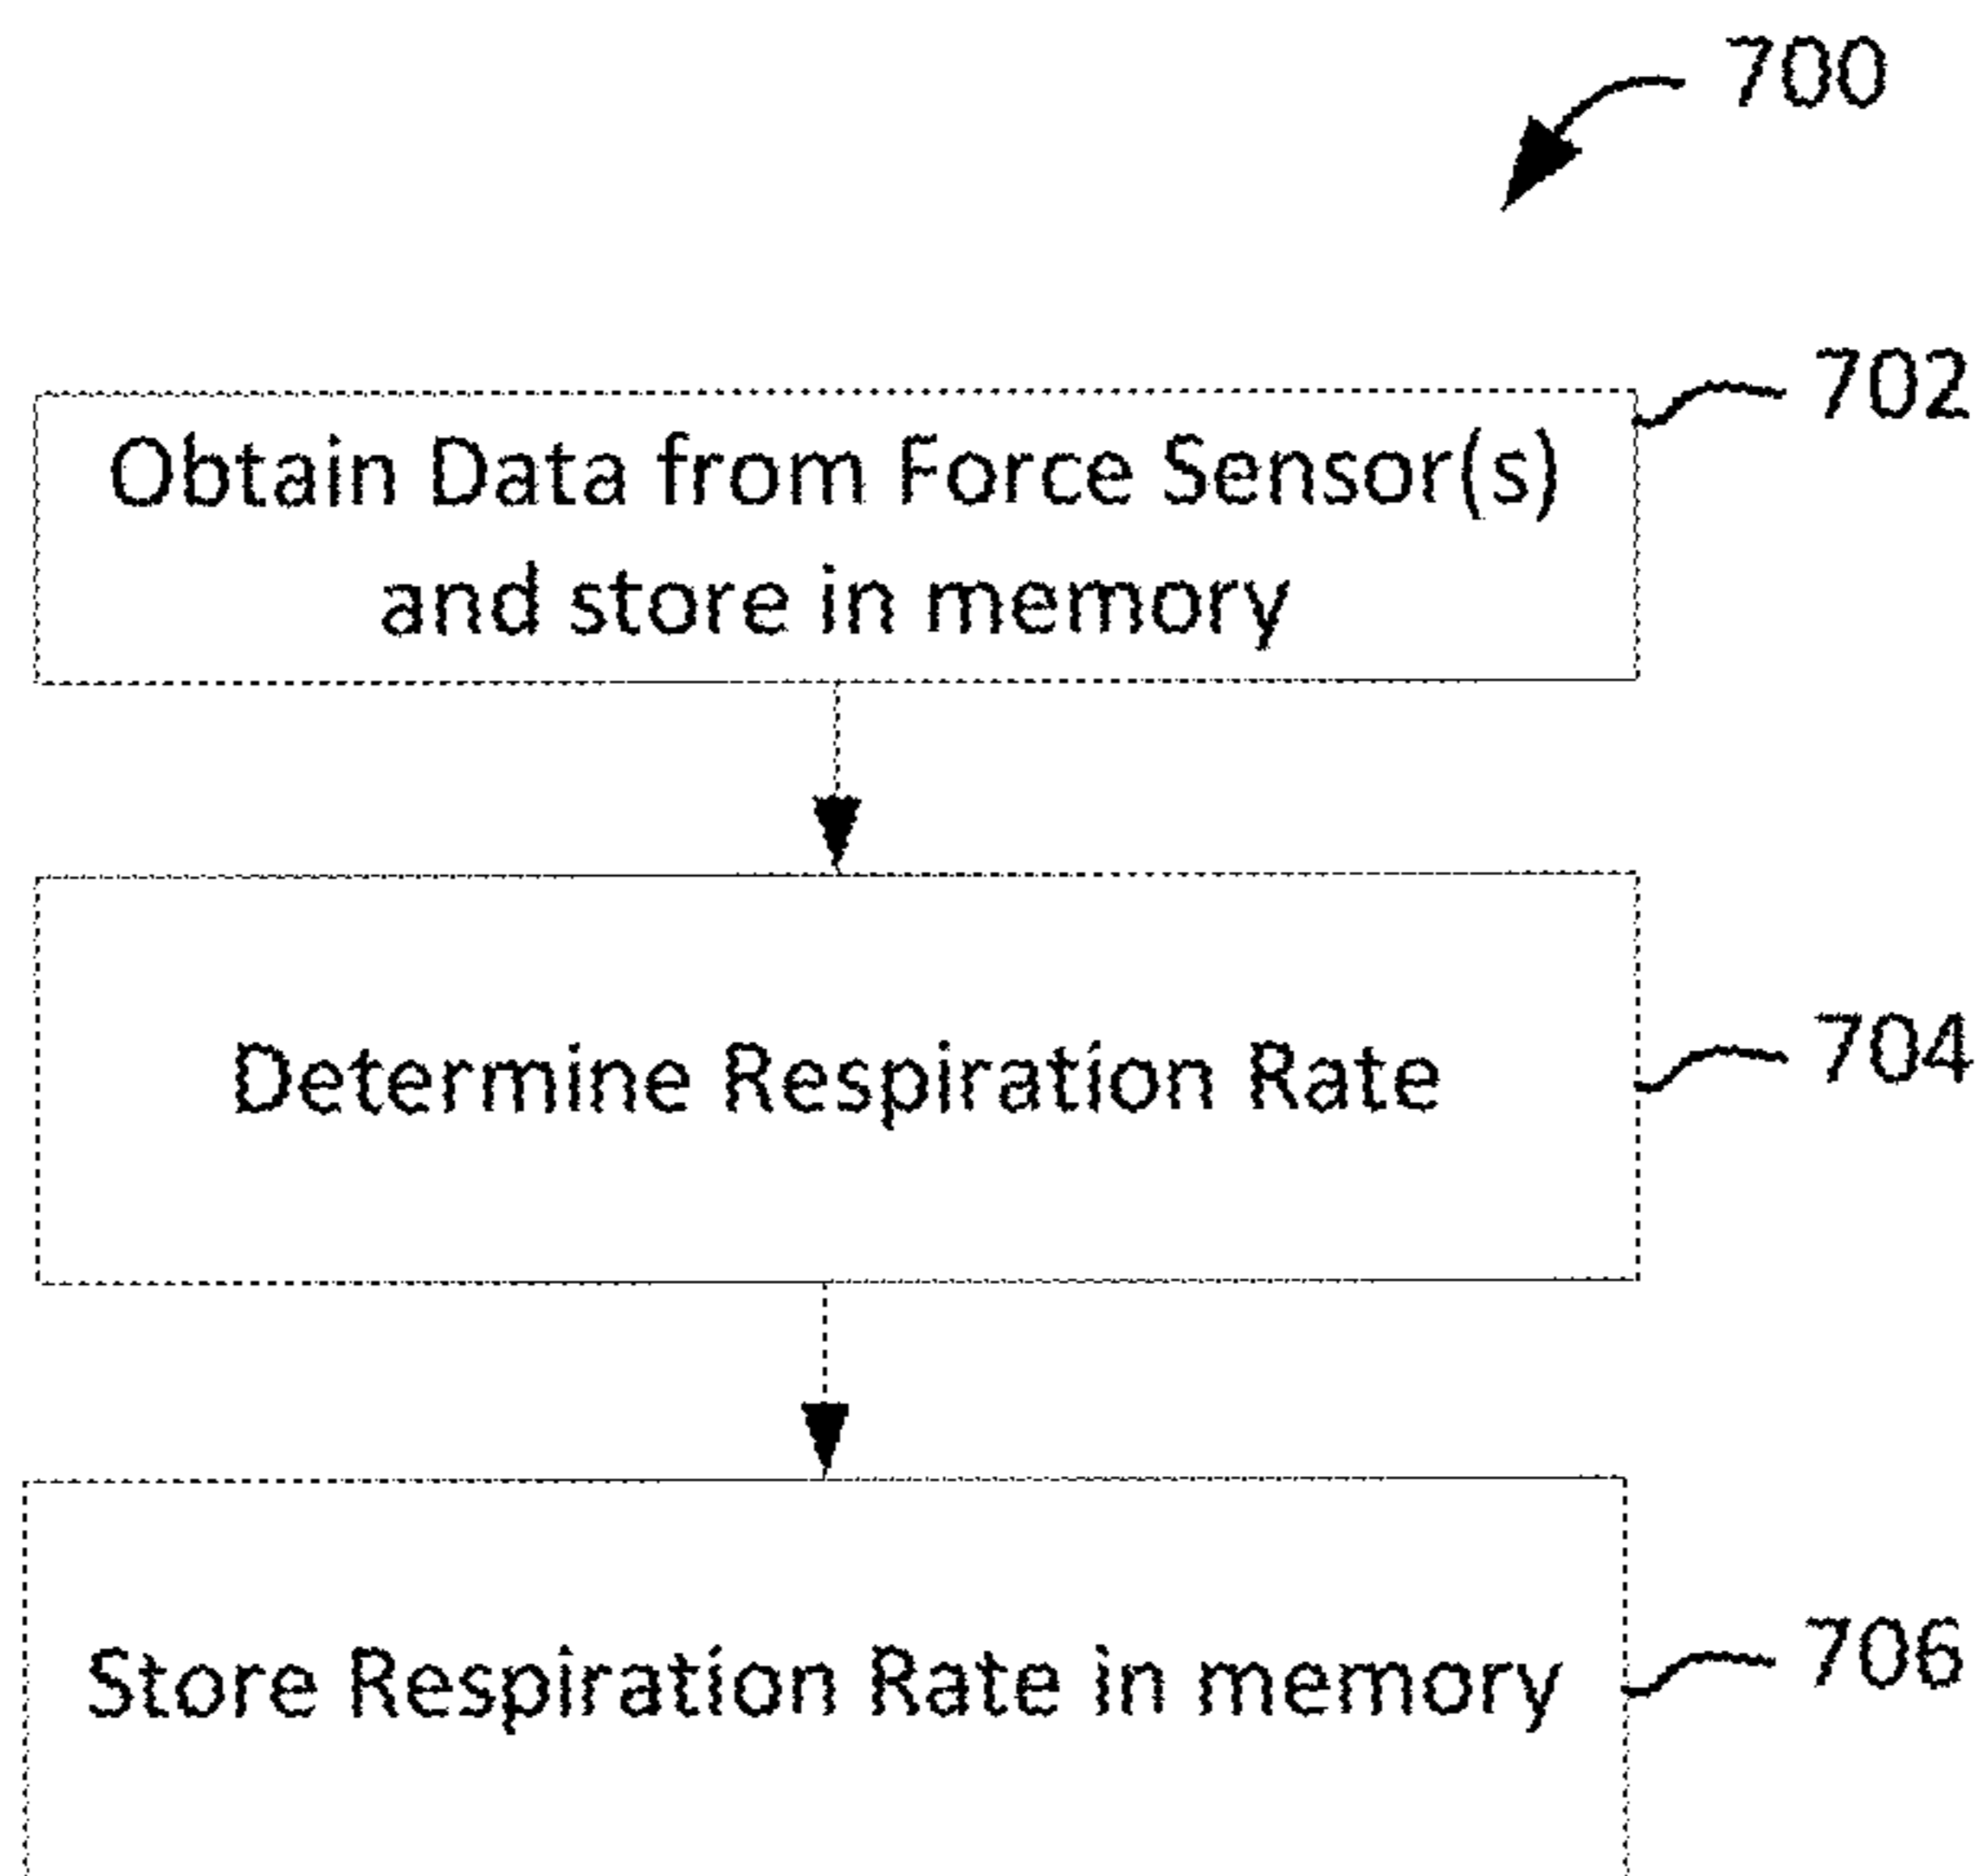 700
702
Obtain Data from Force Sensor(s)
and store in memory
Determine Respiration Rate
704
Store Respiration Rate in memory
706